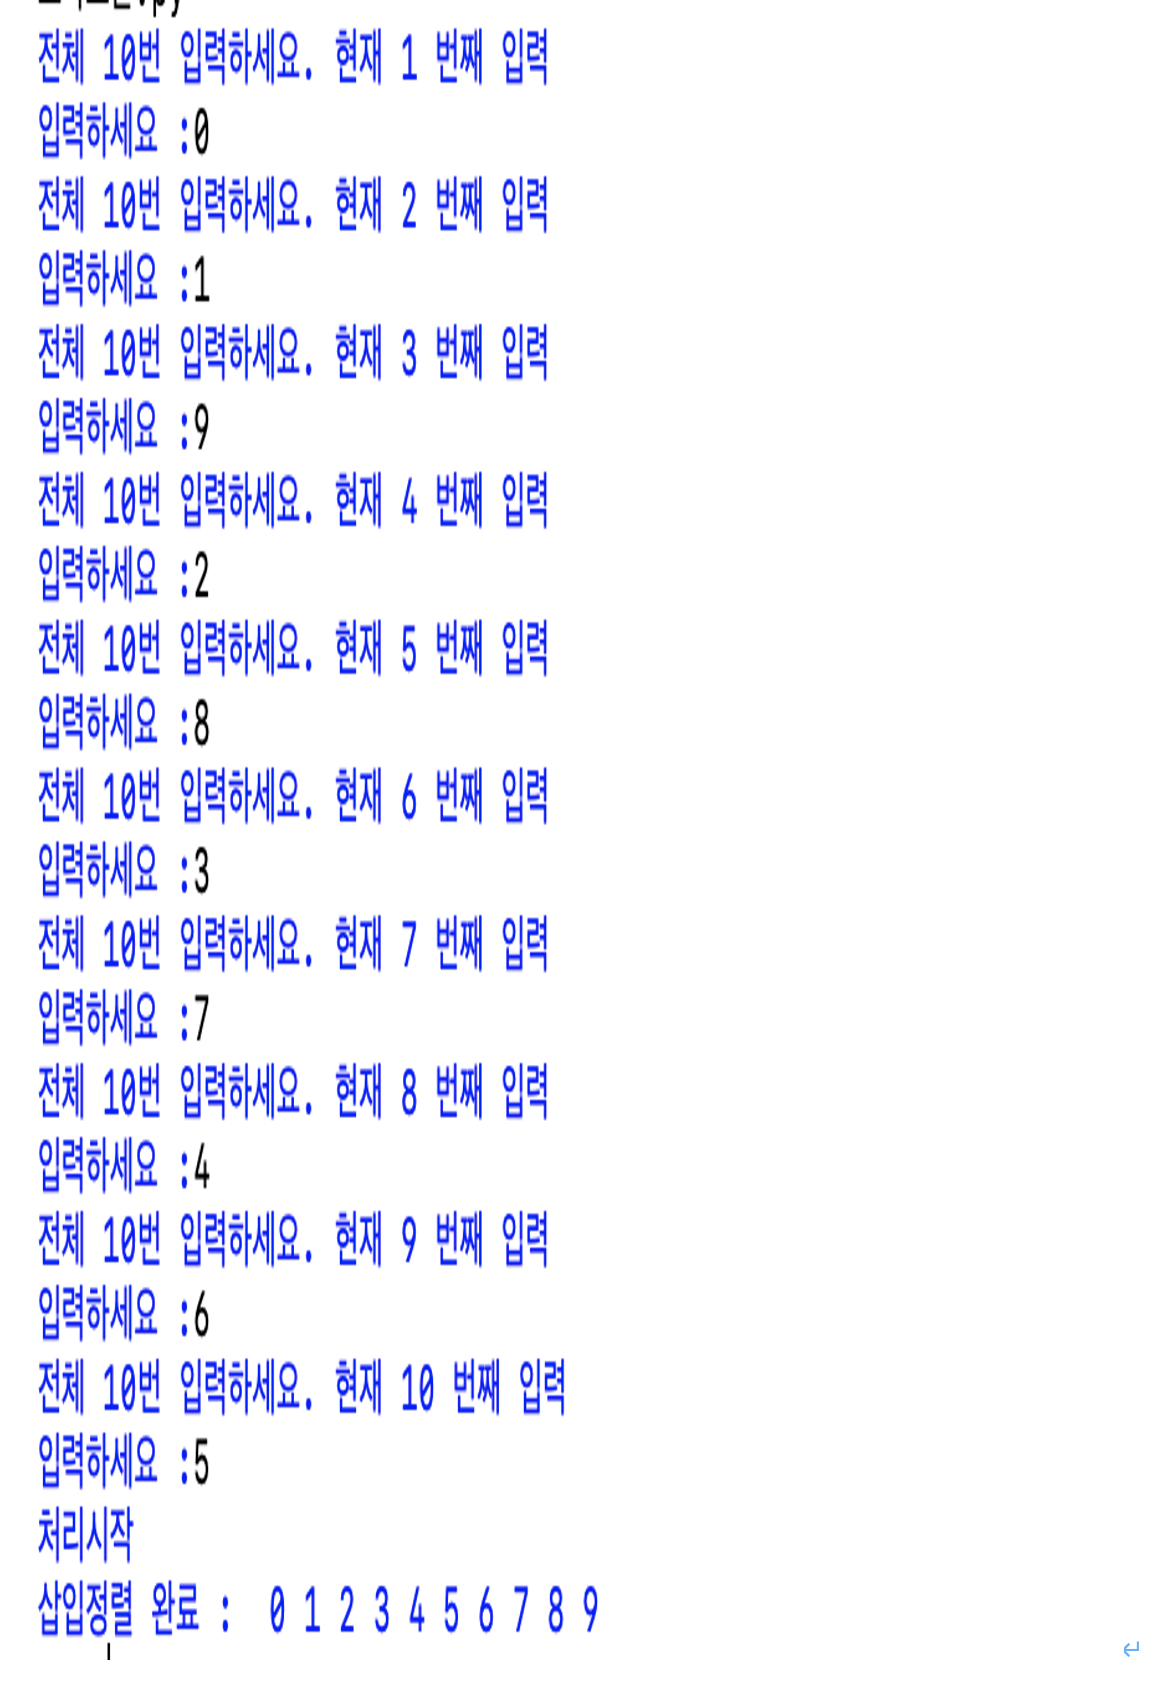 전체 10번 입력하세요. 현재 1 번째 입력
입력하세요 :0
전체 10번 입력하세요. 현재 2 번째 입력
입력하세요 :1
전체 10번 입력하세요. 현재 3 번째 입력
입력하세요 :9
전체 10번 입력하세요. 현재 4 번째 입력
입력하세요 :2
전체 10번 입력하세요. 현재 5 번째 입력
입력하세요 :8
전체 10번 입력하세요. 현재 6 번째 입력
입력하세요 :3
전체 10번 입력하세요. 현재 7 번째 입력
입력하세요 :7
전체 10번 입력하세요. 현재 8 번째 입력
입력하세요 :4
전체 10번 입력하세요. 현재 9 번째 입력
입력하세요 :6
전체 10번 입력하세요. 현재 10 번째 입력
입력하세요 :5
처리시작
삽입정렬 완료 :  0 1 2 3 4 5 6 7 8 9